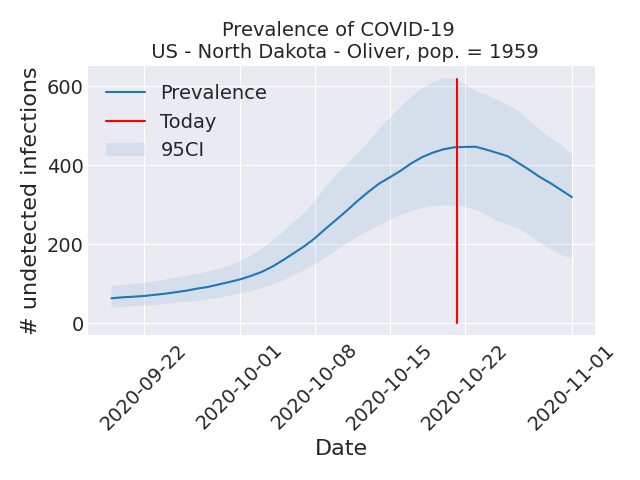 Prevalence of COVID-19
US - North Dakota - Oliver, pop. = 1959
# undetected infections
600
400
200
0
Prevalence
Today
95CI
2020-09-22
2020-10-01
2020-10-08
2020-10-15
2020-10-22
2020-11-01
Date